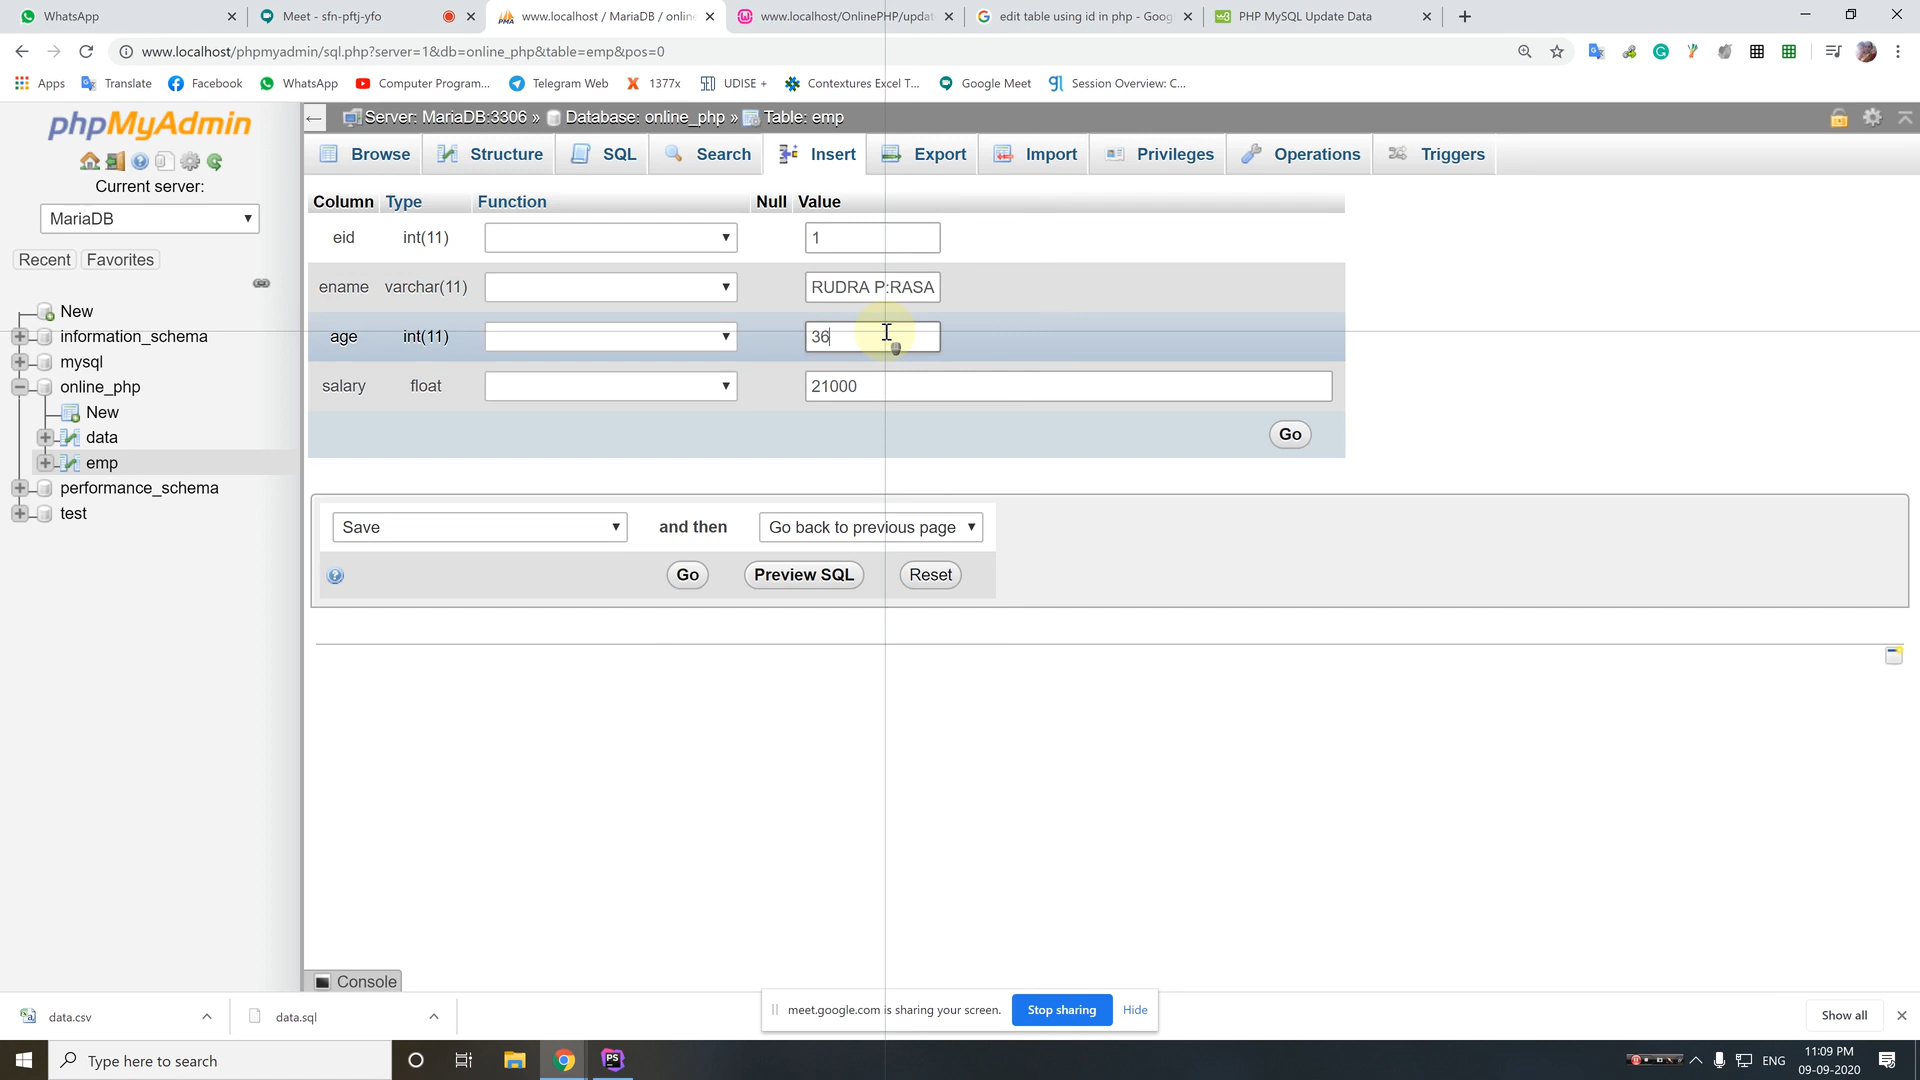 WhatsApp
Meet - sfn-pftj-yfo
www.localhost / MariaDB / onlin
www.localhost/OnlinePHP/updat
edit table using id in php - Goog
PHP MySQL Update Data
www.localhost/phpmyadmin/sql.php?server=1&db=online_php&table=emp&pos=0
Apps
Translate
Facebook
WhatsApp
Computer Program...
Telegram Web
1377x
UDISE +
Contextures Excel T...
Google Meet
Session Overview: C...
phpMyAdmin
Current server:
MariaDB
Recent
Favorites
New
information_schema
mysql
online_php
New
data
emp
performance_schema
test
Server: MariaDB:3306 » Database: online_php » Table: emp
Browse
Structure
SQL
Search
Insert
Export
Import
Privileges
Operations
Triggers
Column Type Function Null Value
eid int(11) 1
ename varchar(11) RUDRA P:RASA
age int(11) 36
salary float 21000
Go
Save and then Go back to previous page
Go Preview SQL Reset
Console
data.csv
data.sql
meet.google.com is sharing your screen. Stop sharing Hide
Show all
Type here to search
PS
ENG
11:09 PM
09-09-2020